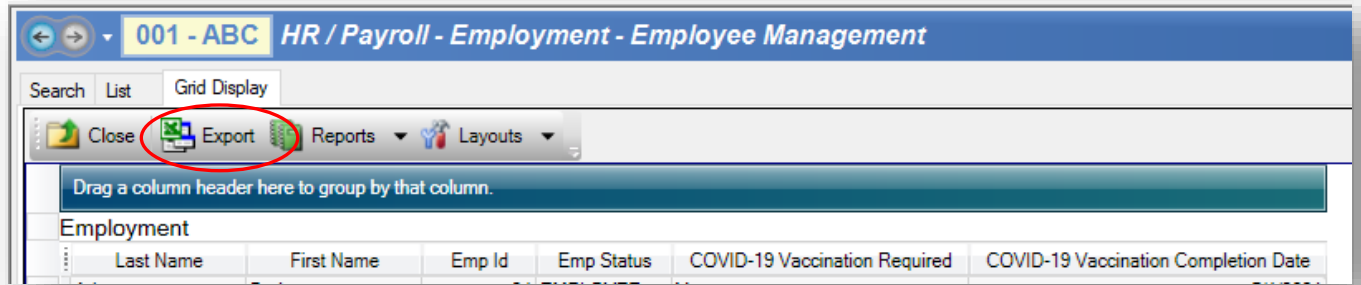 001 - ABC HR / Payroll - Employment - Employee Management
Search List Grid Display
Close Export Reports Layouts
Drag a column header here to group by that column.
Employment
Last Name First Name Emp Id Emp Status COVID-19 Vaccination Required COVID-19 Vaccination Completion Date